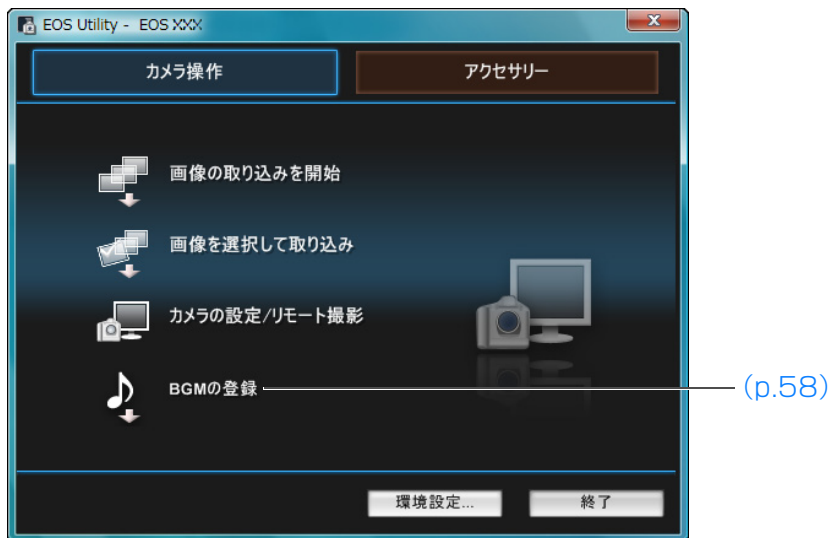 EOS Utility - EOS XXX
カメラ操作 アクセサリー
画像の取り込みを開始
画像を選択して取り込み
カメラの設定/リモート撮影
BGMの登録 (p.58)
環境設定... 終了